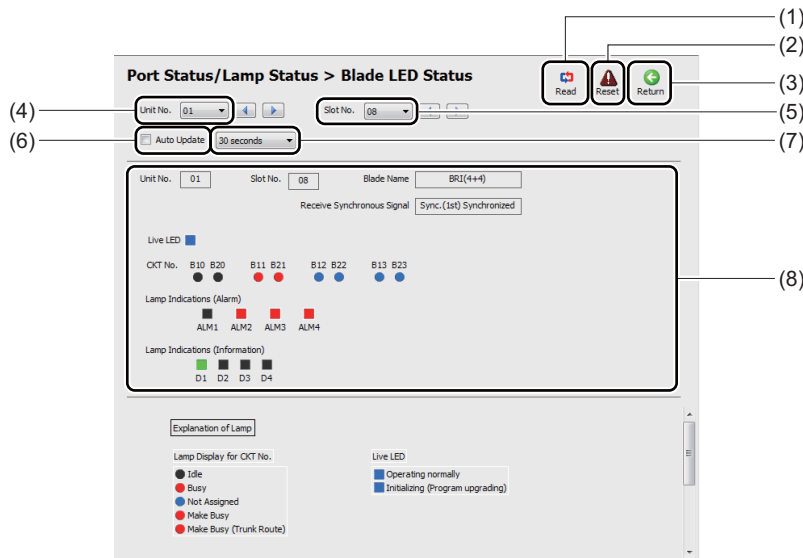 (1)
(2)
Port Status/Lamp Status > Blade LED Status
Read
Reset
Return
(3)
(4)
Unit No. 01
Slot No. 08
(5)
(6)
Auto Update
30 seconds
(7)
Unit No. 01 Slot No. 08 Blade Name BRI(4+4)
Receive Synchronous Signal Sync.(1st) Synchronized
Live LED
CKT No. B10 B20 B11 B21 B12 B22 B13 B23
(8)
Lamp Indications (Alarm)
ALM1 ALM2 ALM3 ALM4
Lamp Indications (Information)
D1 D2 D3 D4
Explanation of Lamp
Lamp Display for CKT No.
Idle
Busy
Not Assigned
Make Busy
Make Busy (Trunk Route)
Live LED
Operating normally
Initializing (Program upgrading)